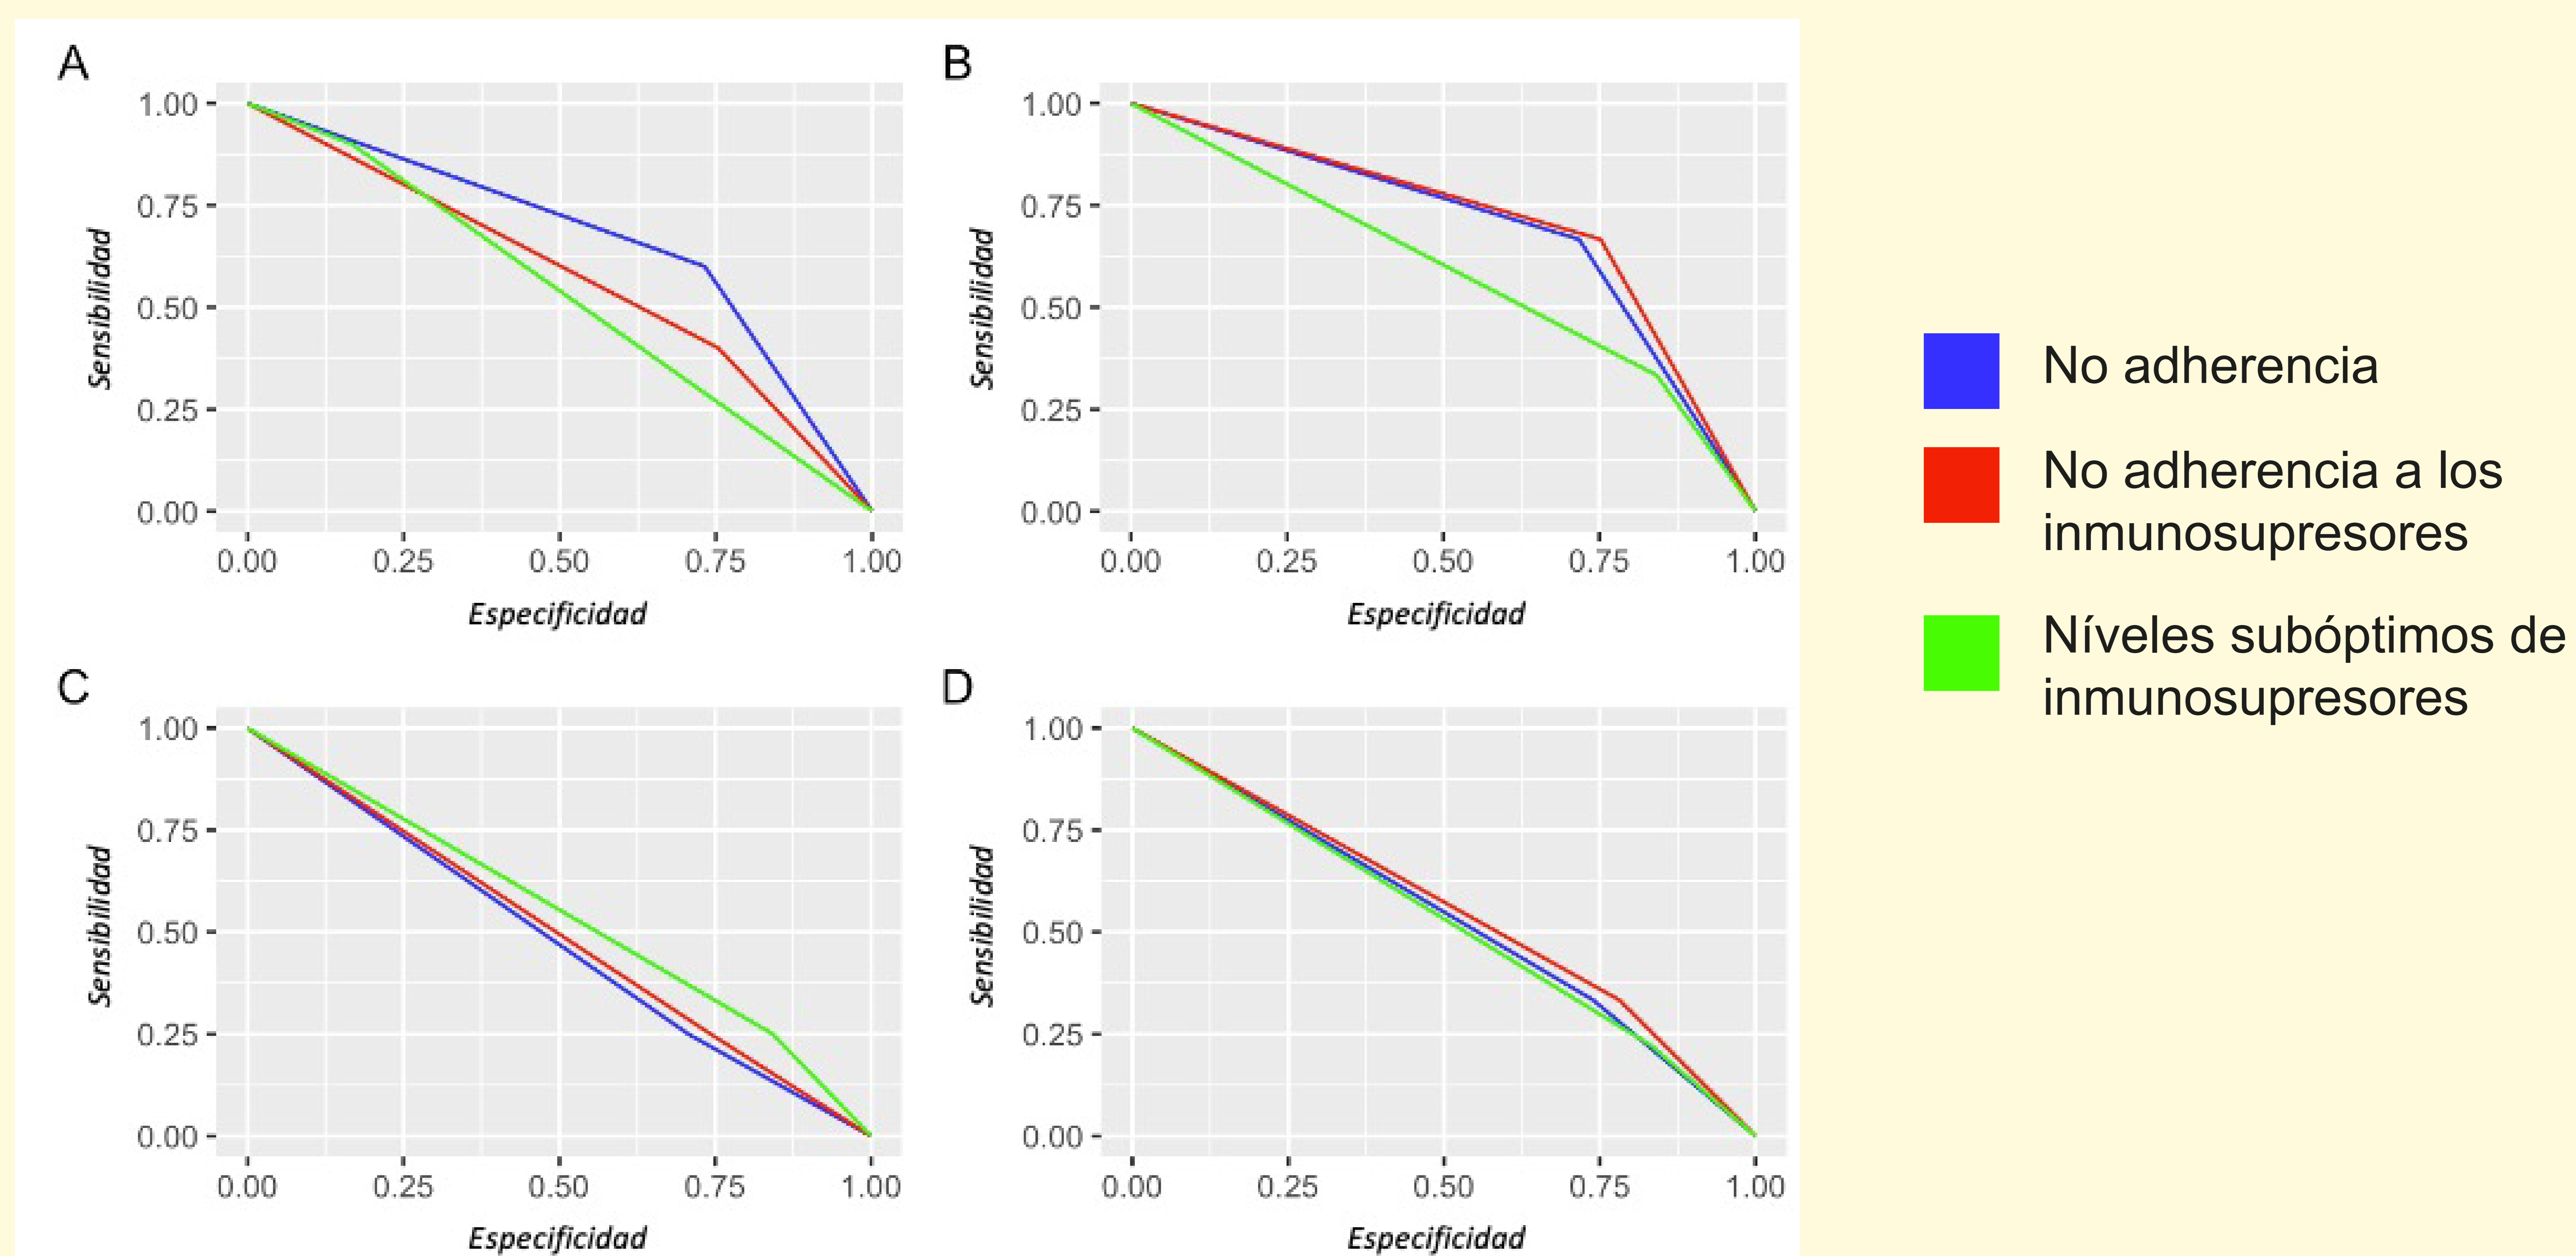 A
1.00
0.75
0.50
0.25
0.00
Sensibilidad
0.00 0.25 0.50 0.75 1.00
Especificidad
B
1.00
0.75
0.50
0.25
0.00
Sensibilidad
0.00 0.25 0.50 0.75 1.00
Especificidad
C
1.00
0.75
0.50
0.25
0.00
Sensibilidad
0.00 0.25 0.50 0.75 1.00
Especificidad
D
1.00
0.75
0.50
0.25
0.00
Sensibilidad
0.00 0.25 0.50 0.75 1.00
Especificidad
No adherencia
No adherencia a los
inmunosupresores
Níveles subóptimos de
inmunosupresores